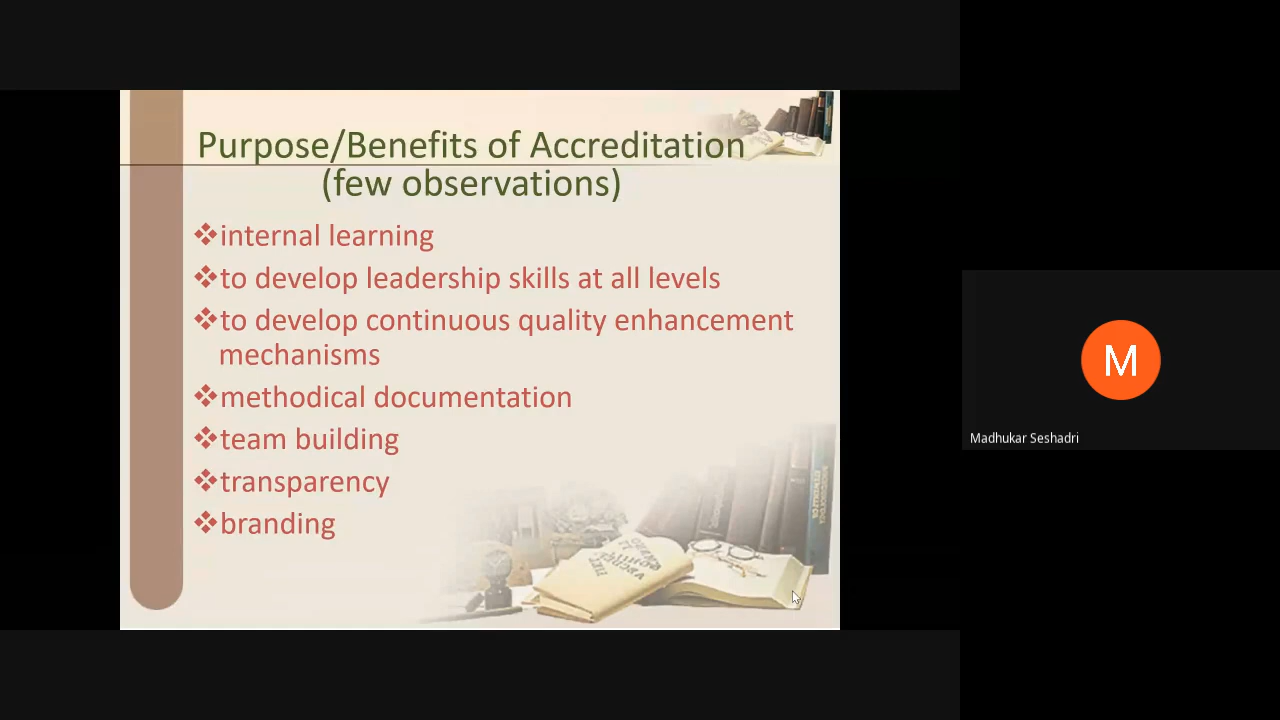 Purpose/Benefits of Accreditation
(few observations)
❖internal learning
❖to develop leadership skills at all levels
❖to develop continuous quality enhancement
mechanisms
❖methodical documentation
❖team building
❖transparency
❖branding
M
Madhukar Seshadri